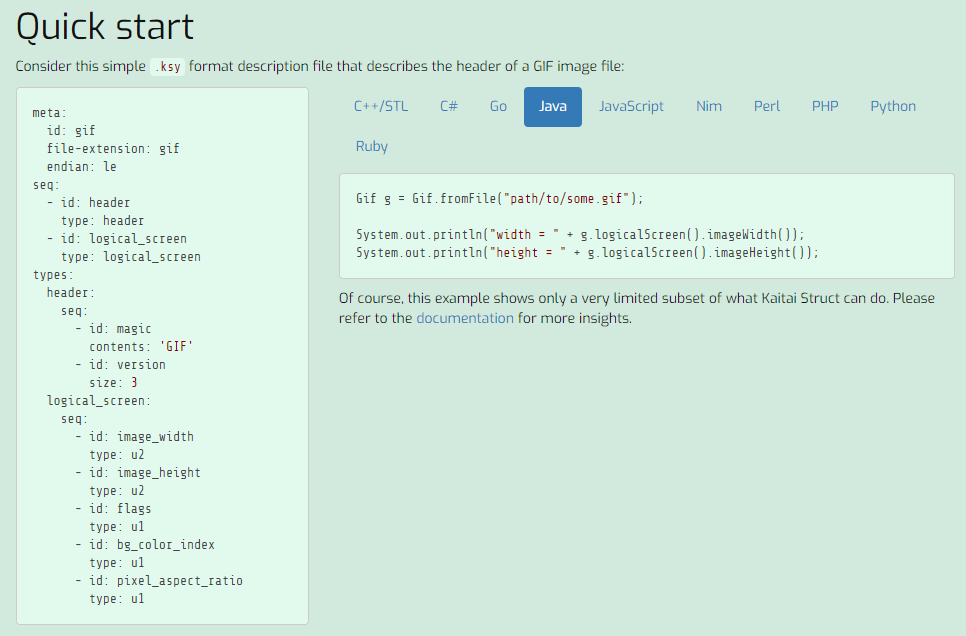 Quick start
Consider this simple .ksy format description file that describes the header of a GIF image file:
meta:
  id: gif
  file-extension: gif
  endian: le
seq:
  - id: header
    type: header
  - id: logical_screen
    type: logical_screen
types:
  header:
    seq:
      - id: magic
        contents: 'GIF'
      - id: version
        size: 3
  logical_screen:
    seq:
      - id: image_width
        type: u2
      - id: image_height
        type: u2
      - id: flags
        type: u1
      - id: bg_color_index
        type: u1
      - id: pixel_aspect_ratio
        type: u1
C++/STL C# Go Java JavaScript Nim Perl PHP Python
Ruby
Gif g = Gif.fromFile("path/to/some.gif");
System.out.println("width = " + g.logicalScreen().imageWidth());
System.out.println("height = " + g.logicalScreen().imageHeight());
Of course, this example shows only a very limited subset of what Kaitai Struct can do. Please
refer to the documentation for more insights.